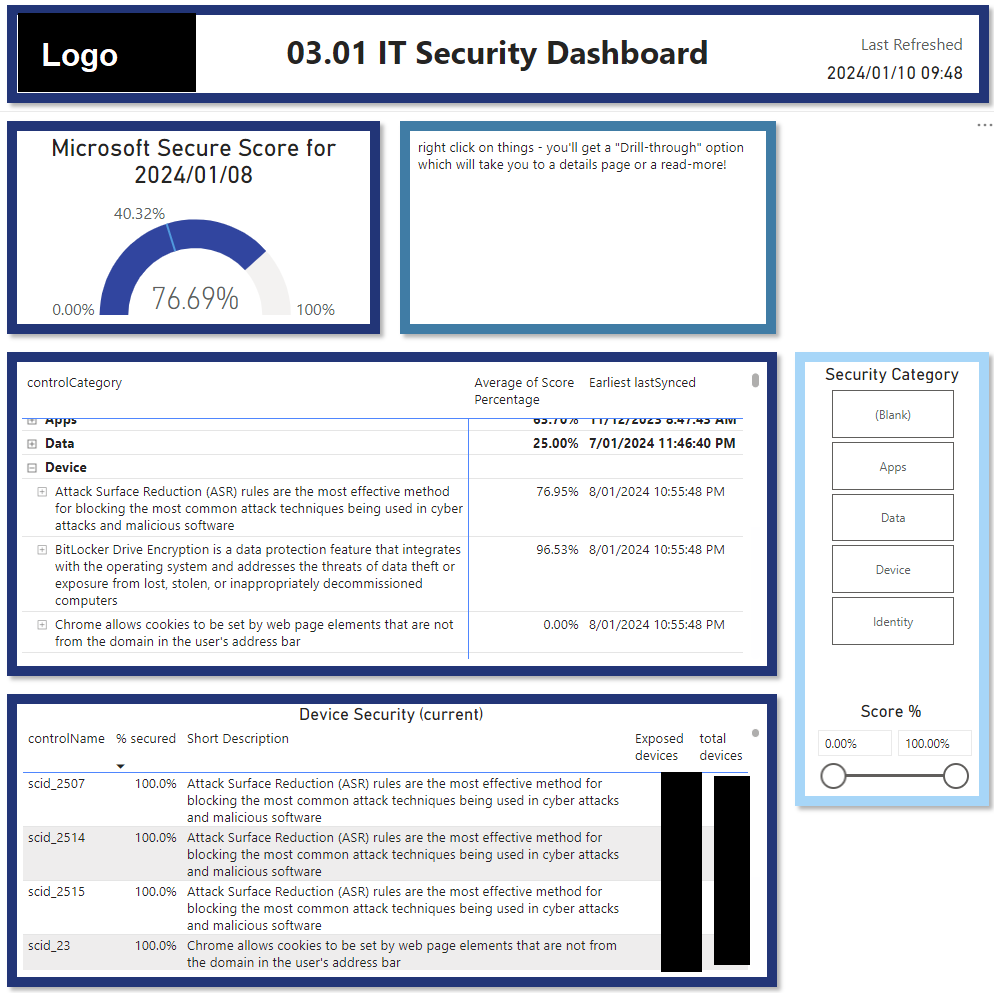 Logo
03.01 IT Security Dashboard
Last Refreshed
2024/01/10 09:48
Microsoft Secure Score for
2024/01/08
40.32%
0.00%
76.69%
100%
right click on things - you'll get a "Drill-through" option
which will take you to a details page or a read-more!
controlCategory
Average of Score
Percentage
Earliest lastSynced
Apps 63.70% 11/12/2023 8:47:43 AM
Data 25.00% 7/01/2024 11:46:40 PM
Device
Attack Surface Reduction (ASR) rules are the most effective method 76.95% 8/01/2024 10:55:48 PM
for blocking the most common attack techniques being used in cyber
attacks and malicious software
BitLocker Drive Encryption is a data protection feature that integrates 96.53% 8/01/2024 10:55:48 PM
with the operating system and addresses the threats of data theft or
exposure from lost, stolen, or inappropriately decommissioned
computers
Chrome allows cookies to be set by web page elements that are not 0.00% 8/01/2024 10:55:48 PM
from the domain in the user's address bar
Security Category
(Blank)
Apps
Data
Device
Identity
Score %
0.00% 100.00%
Device Security (current)
controlName % secured Short Description
Exposed
devices
total
devices
scid_2507 100.0% Attack Surface Reduction (ASR) rules are the most effective method for
blocking the most common attack techniques being used in cyber attacks
and malicious software
scid_2514 100.0% Attack Surface Reduction (ASR) rules are the most effective method for
blocking the most common attack techniques being used in cyber attacks
and malicious software
scid_2515 100.0% Attack Surface Reduction (ASR) rules are the most effective method for
blocking the most common attack techniques being used in cyber attacks
and malicious software
scid_23 100.0% Chrome allows cookies to be set by web page elements that are not from
the domain in the user's address bar